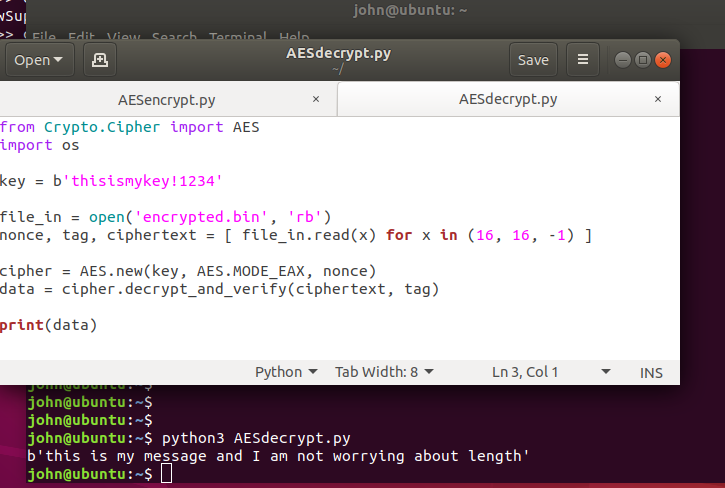 john@ubuntu: ~
File Edit View Search Terminal Help
Open
AESdecrypt.py
~/
Save
AESencrypt.py ×
AESdecrypt.py ×
from Crypto.Cipher import AES
import os
key = b'thisismykey!1234'
file_in = open('encrypted.bin', 'rb')
nonce, tag, ciphertext = [ file_in.read(x) for x in (16, 16, -1) ]
cipher = AES.new(key, AES.MODE_EAX, nonce)
data = cipher.decrypt_and_verify(ciphertext, tag)
print(data)
Python Tab Width: 8 Ln 3, Col 1 INS
john@ubuntu:~$
john@ubuntu:~$
john@ubuntu:~$
john@ubuntu:~$ python3 AESdecrypt.py
b'this is my message and I am not worrying about length'
john@ubuntu:~$